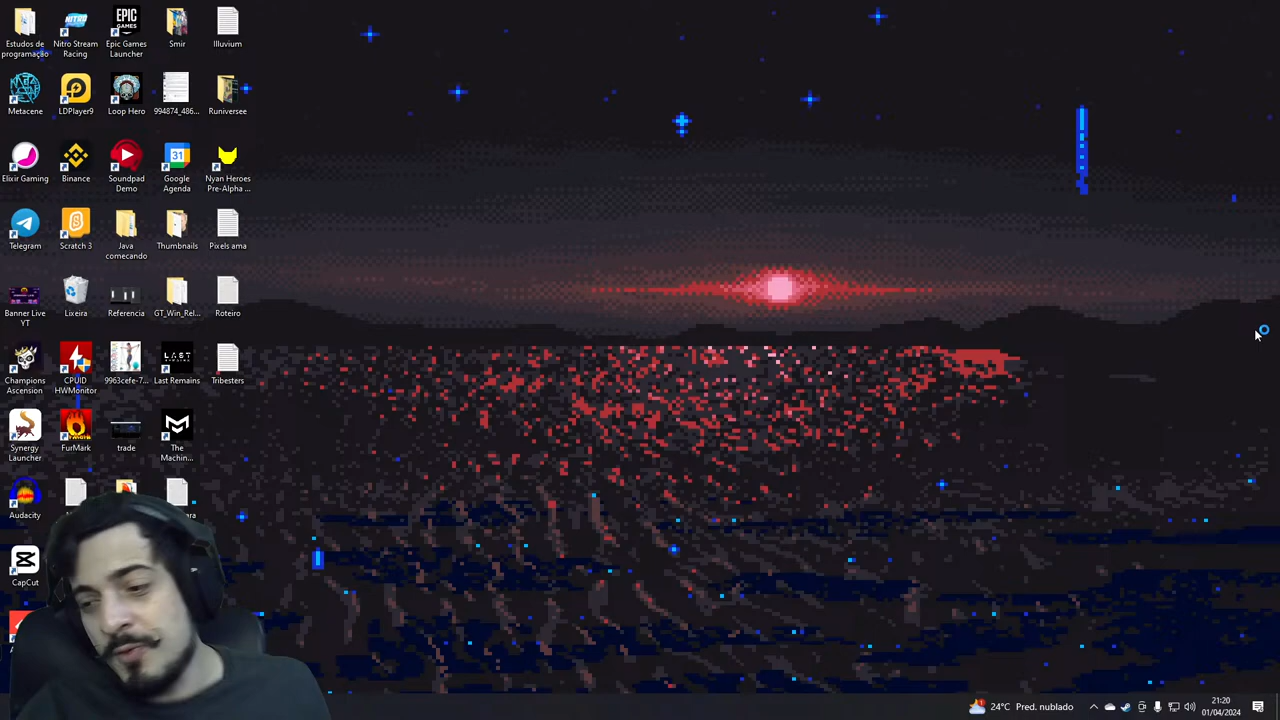 Estudos de
programação
Nitro Stream
Racing
EPIC
GAMES
Epic Games
Launcher
Smir
Illuvium
Metacene
LDPlayer9
Loop Hero
994874_486...
Runiversee
Elixir Gaming
Binance
Soundpad
Demo
31
Google
Agenda
Nyan Heroes
Pre-Alpha ...
Telegram
Scratch 3
Java
comecando
Thumbnails
Pixels ama
Banner Live
YT
Lixeira
Referencia
GT_Win_Rel...
Roteiro
Champions
Ascension
CPUID
HWMonitor
9963cefe-7...
LAST
Last Remains
Tribesters
Synergy
Launcher
FurMark
trade
The
Machin...
Audacity
CapCut
24°C Pred. nublado
21:20
01/04/2024